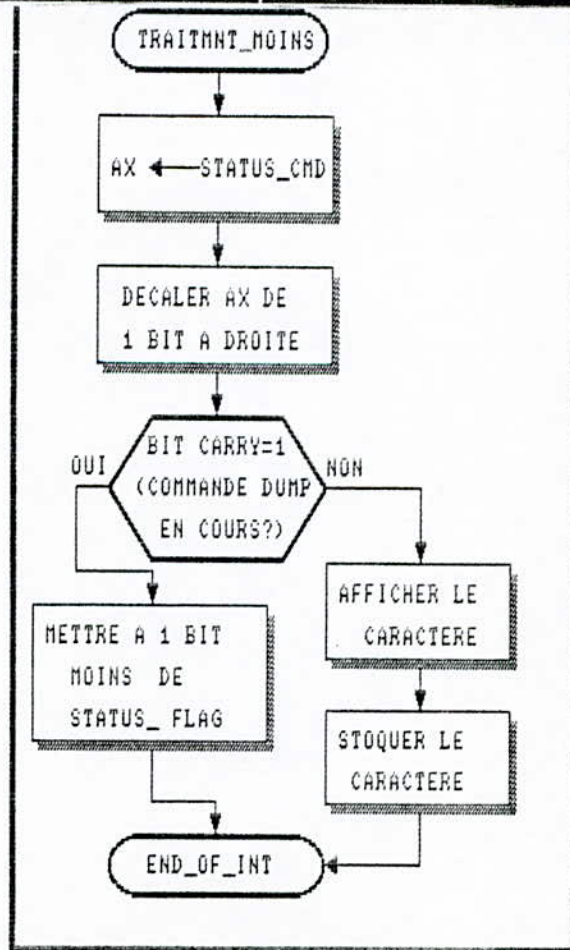 TRAITMNT_MOINS
AX ← STATUS_CMD
DECALER AX DE
1 BIT A DROITE
BIT CARRY=1
(COMMANDE DUMP
EN COURS?)
OUI
NON
METTRE A 1 BIT
MOINS DE
STATUS_ FLAG
AFFICHER LE
CARACTERE
STOQUER LE
CARACTERE
END_OF_INT